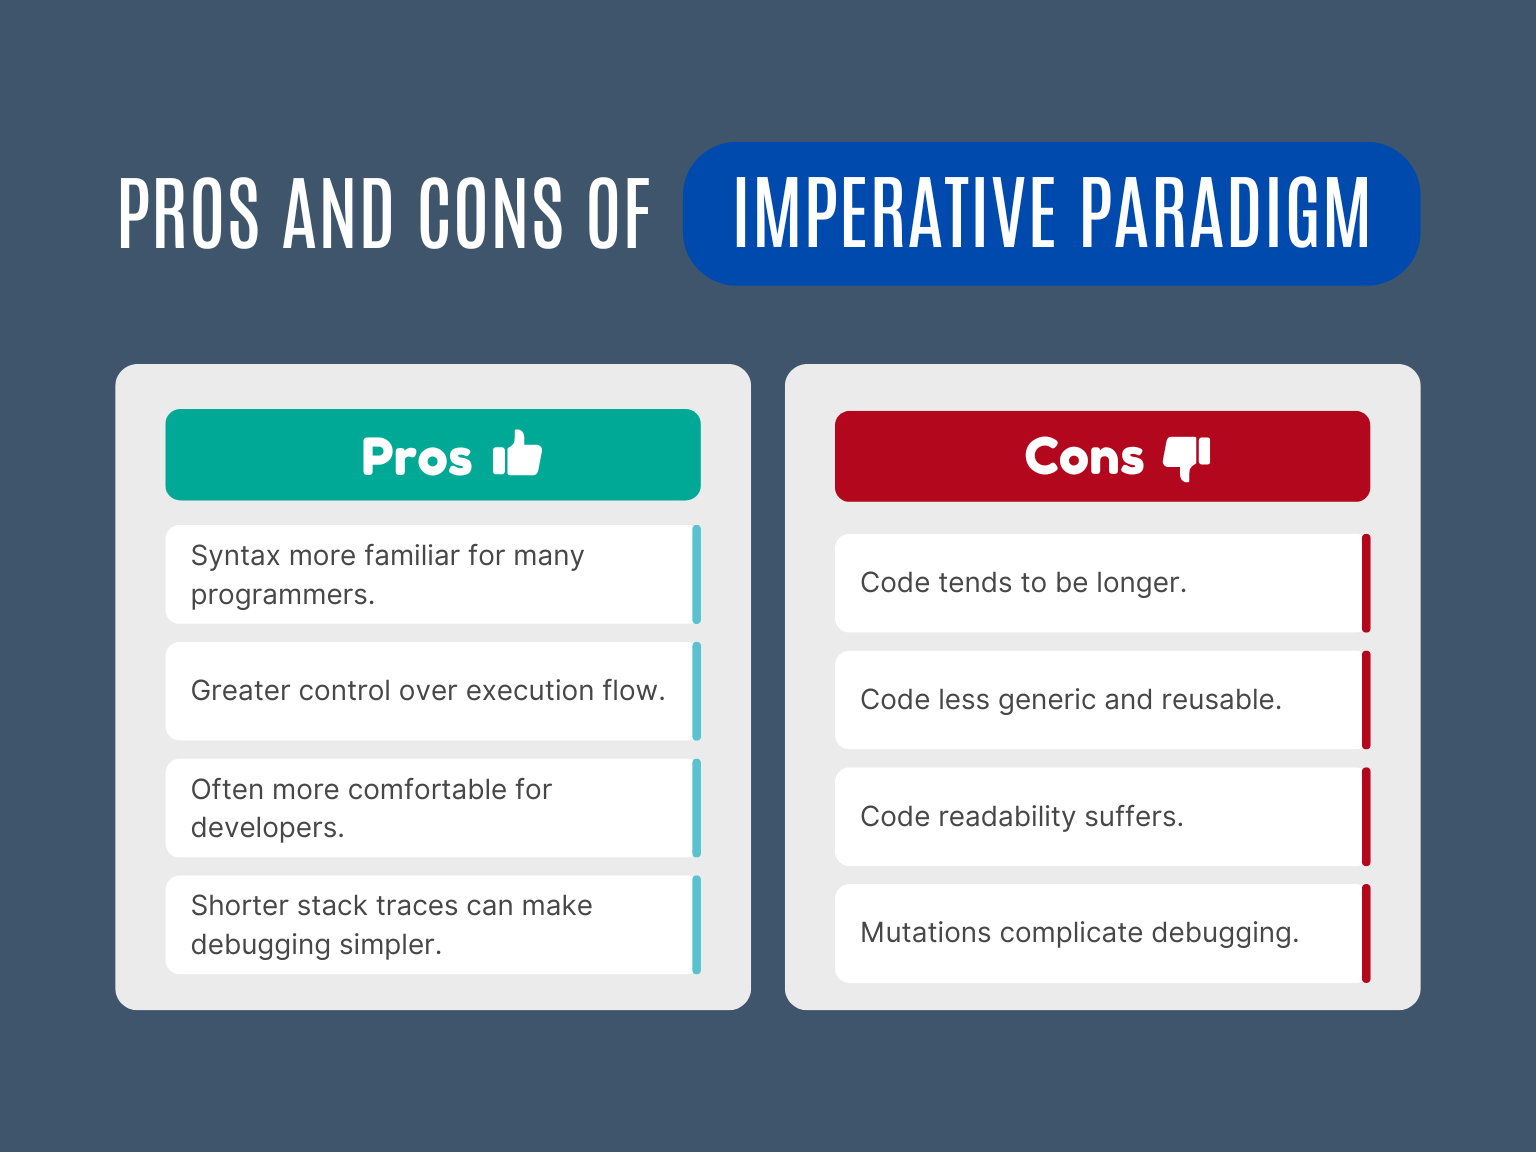 PROS AND CONS OF IMPERATIVE PARADIGM
Pros
Syntax more familiar for many
programmers.
Greater control over execution flow.
Often more comfortable for
developers.
Shorter stack traces can make
debugging simpler.
Cons
Code tends to be longer.
Code less generic and reusable.
Code readability suffers.
Mutations complicate debugging.